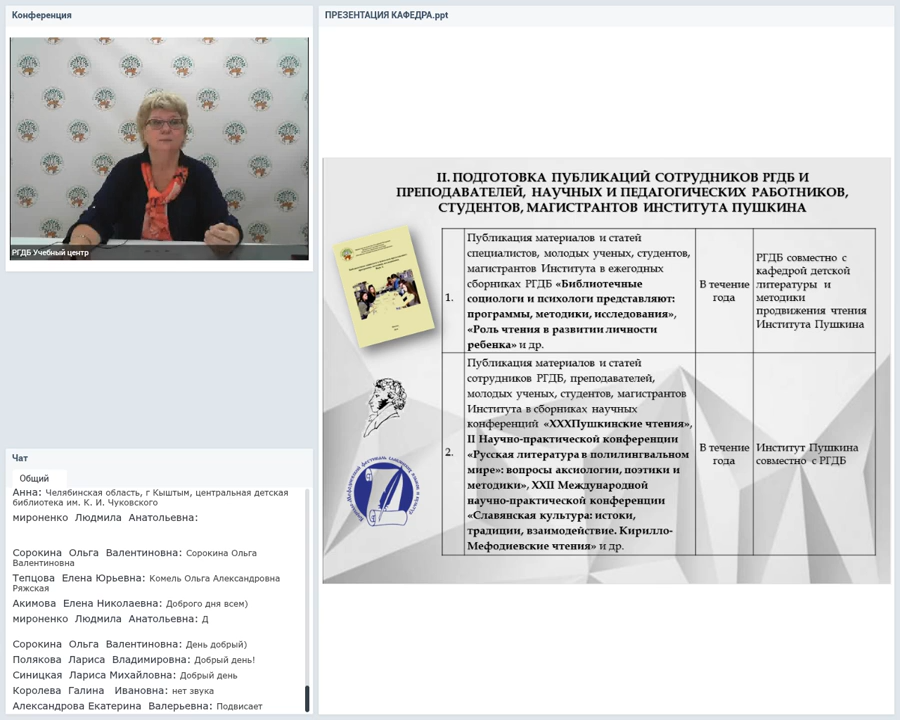 Конференция
РГДБ Учебный центр
Чат
Общий
Анна: Челябинская область, г Кыштым, центральная детская
библиотека им. К. И. Чуковского
мироненко Людмила Анатольевна:
Сорокина Ольга Валентиновна: Сорокина Ольга
Валентиновна
Тепцова Елена Юрьевна: Комель Ольга Александровна
Ряжская
Акимова Елена Николаевна: Доброго дня всем)
мироненко Людмила Анатольевна: Д
Сорокина Ольга Валентиновна: День добрый)
Полякова Лариса Владимировна: Добрый день!
Синицкая Лариса Михайловна: Добрый день
Королева Галина Ивановна: нет звука
Александрова Екатерина Валерьевна: Подвисает
ПРЕЗЕНТАЦИЯ КАФЕДРА.ppt
II. ПОДГОТОВКА ПУБЛИКАЦИЙ СОТРУДНИКОВ РГДБ И
ПРЕПОДАВАТЕЛЕЙ, НАУЧНЫХ И ПЕДАГОГИЧЕСКИХ РАБОТНИКОВ,
СТУДЕНТОВ, МАГИСТРАНТОВ ИНСТИТУТА ПУШКИНА
1.
Публикация материалов и статей
специалистов, молодых ученых, студентов,
магистрантов Института в ежегодных
сборниках РГДБ «Библиотечные
социологи и психологи представляют:
программы, методики, исследования»,
«Роль чтения в развитии личности
ребенка» и др.
В течение
года
РГДБ совместно с
кафедрой детской
литературы и
методики
продвижения чтения
Института Пушкина
2.
Публикация материалов и статей
сотрудников РГДБ, преподавателей,
молодых ученых, студентов, магистрантов
Института в сборниках научных
конференций «XXXПушкинские чтения»,
II Научно-практической конференции
«Русская литература в полилингвальном
мире»: вопросы аксиологии, поэтики и
методики», XXII Международной
научно-практической конференции
«Славянская культура: истоки,
традиции, взаимодействие. Кирилло-
Мефодиевские чтения» и др.
В течение
года
Институт Пушкина
совместно с РГДБ